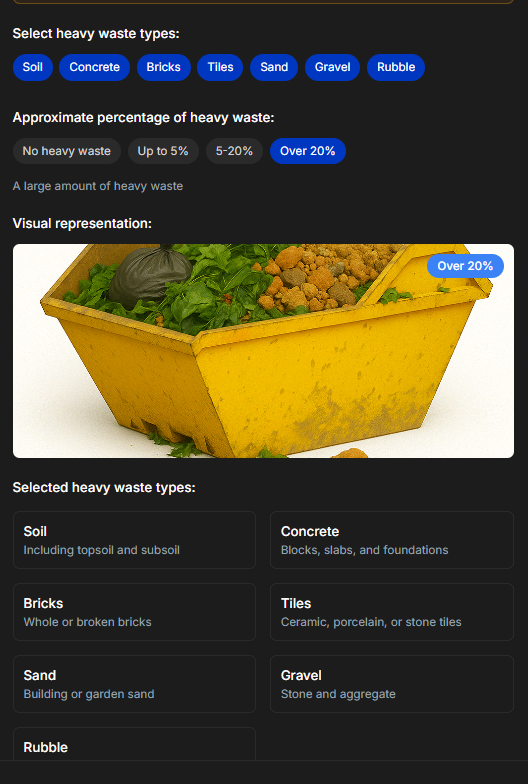 Select heavy waste types:
Soil Concrete Bricks Tiles Sand Gravel Rubble
Approximate percentage of heavy waste:
No heavy waste Up to 5% 5-20% Over 20%
A large amount of heavy waste
Visual representation:
Over 20%
Selected heavy waste types:
Soil
Including topsoil and subsoil
Concrete
Blocks, slabs, and foundations
Bricks
Whole or broken bricks
Tiles
Ceramic, porcelain, or stone tiles
Sand
Building or garden sand
Gravel
Stone and aggregate
Rubble